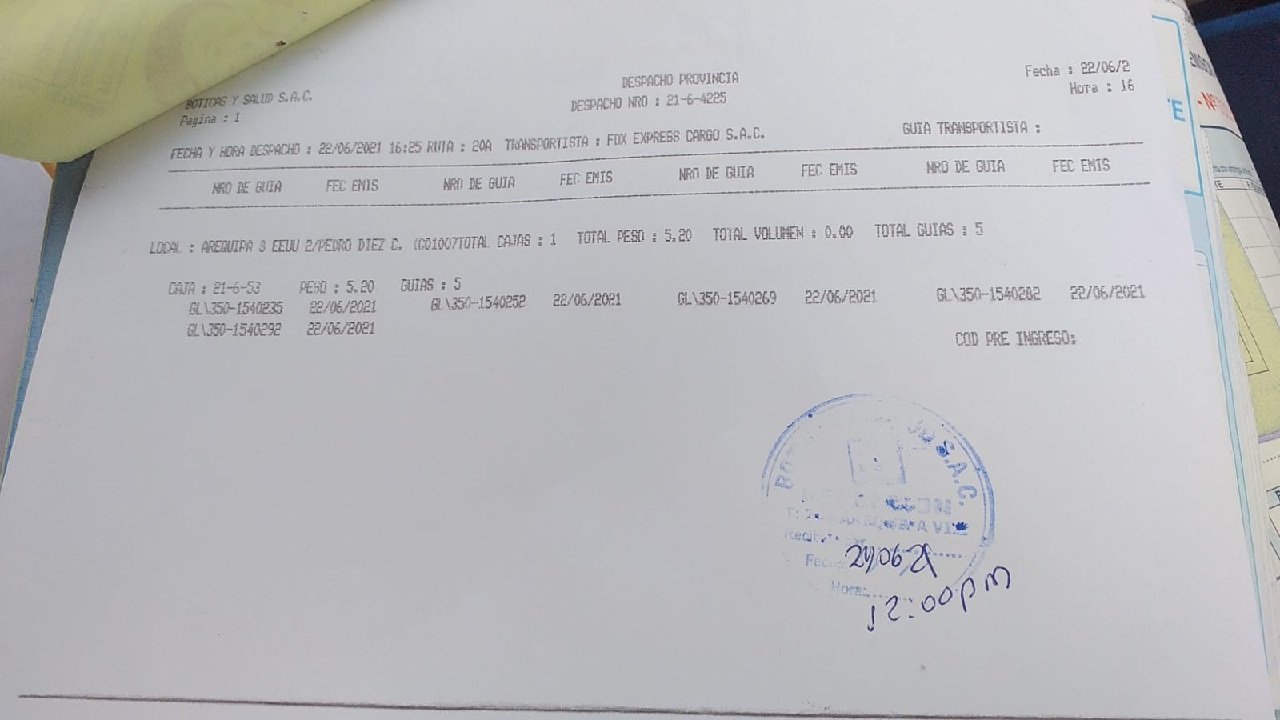 BOTICAS Y SALUD S.A.C.
DESPACHO PROVINCIA
Fecha : 22/06/2
Pagina : 1
DESPACHO NRO : 21-6-4225
Hora : 16
FECHA Y HORA DESPACHO : 22/06/2021 16:25 RUTA : 20A TRANSPORTISTA : FOX EXPRESS CARGO S.A.C.
GUIA TRANSPORTISTA :
NRO DE GUIA FEC EMIS NRO DE GUIA FEC EMIS NRO DE GUIA FEC EMIS NRO DE GUIA FEC EMIS
LOCAL : AREQUIPA 8 EEUU 2/PEDRO DIEZ C. (C01007TOTAL CAJAS : 1 TOTAL PESO : 5.20 TOTAL VOLUMEN : 0.00 TOTAL GUIAS : 5
CAJA : 21-6-53 PESO : 5.20 GUIAS : 5
GL\350-1540235 22/06/2021 GL\350-1540252 22/06/2021 GL\350-1540269 22/06/2021 GL\350-1540282 22/06/2021
GL\350-1540292 22/06/2021
COD PRE INGRESO:
S.A.C.
Hora:
12:00pm